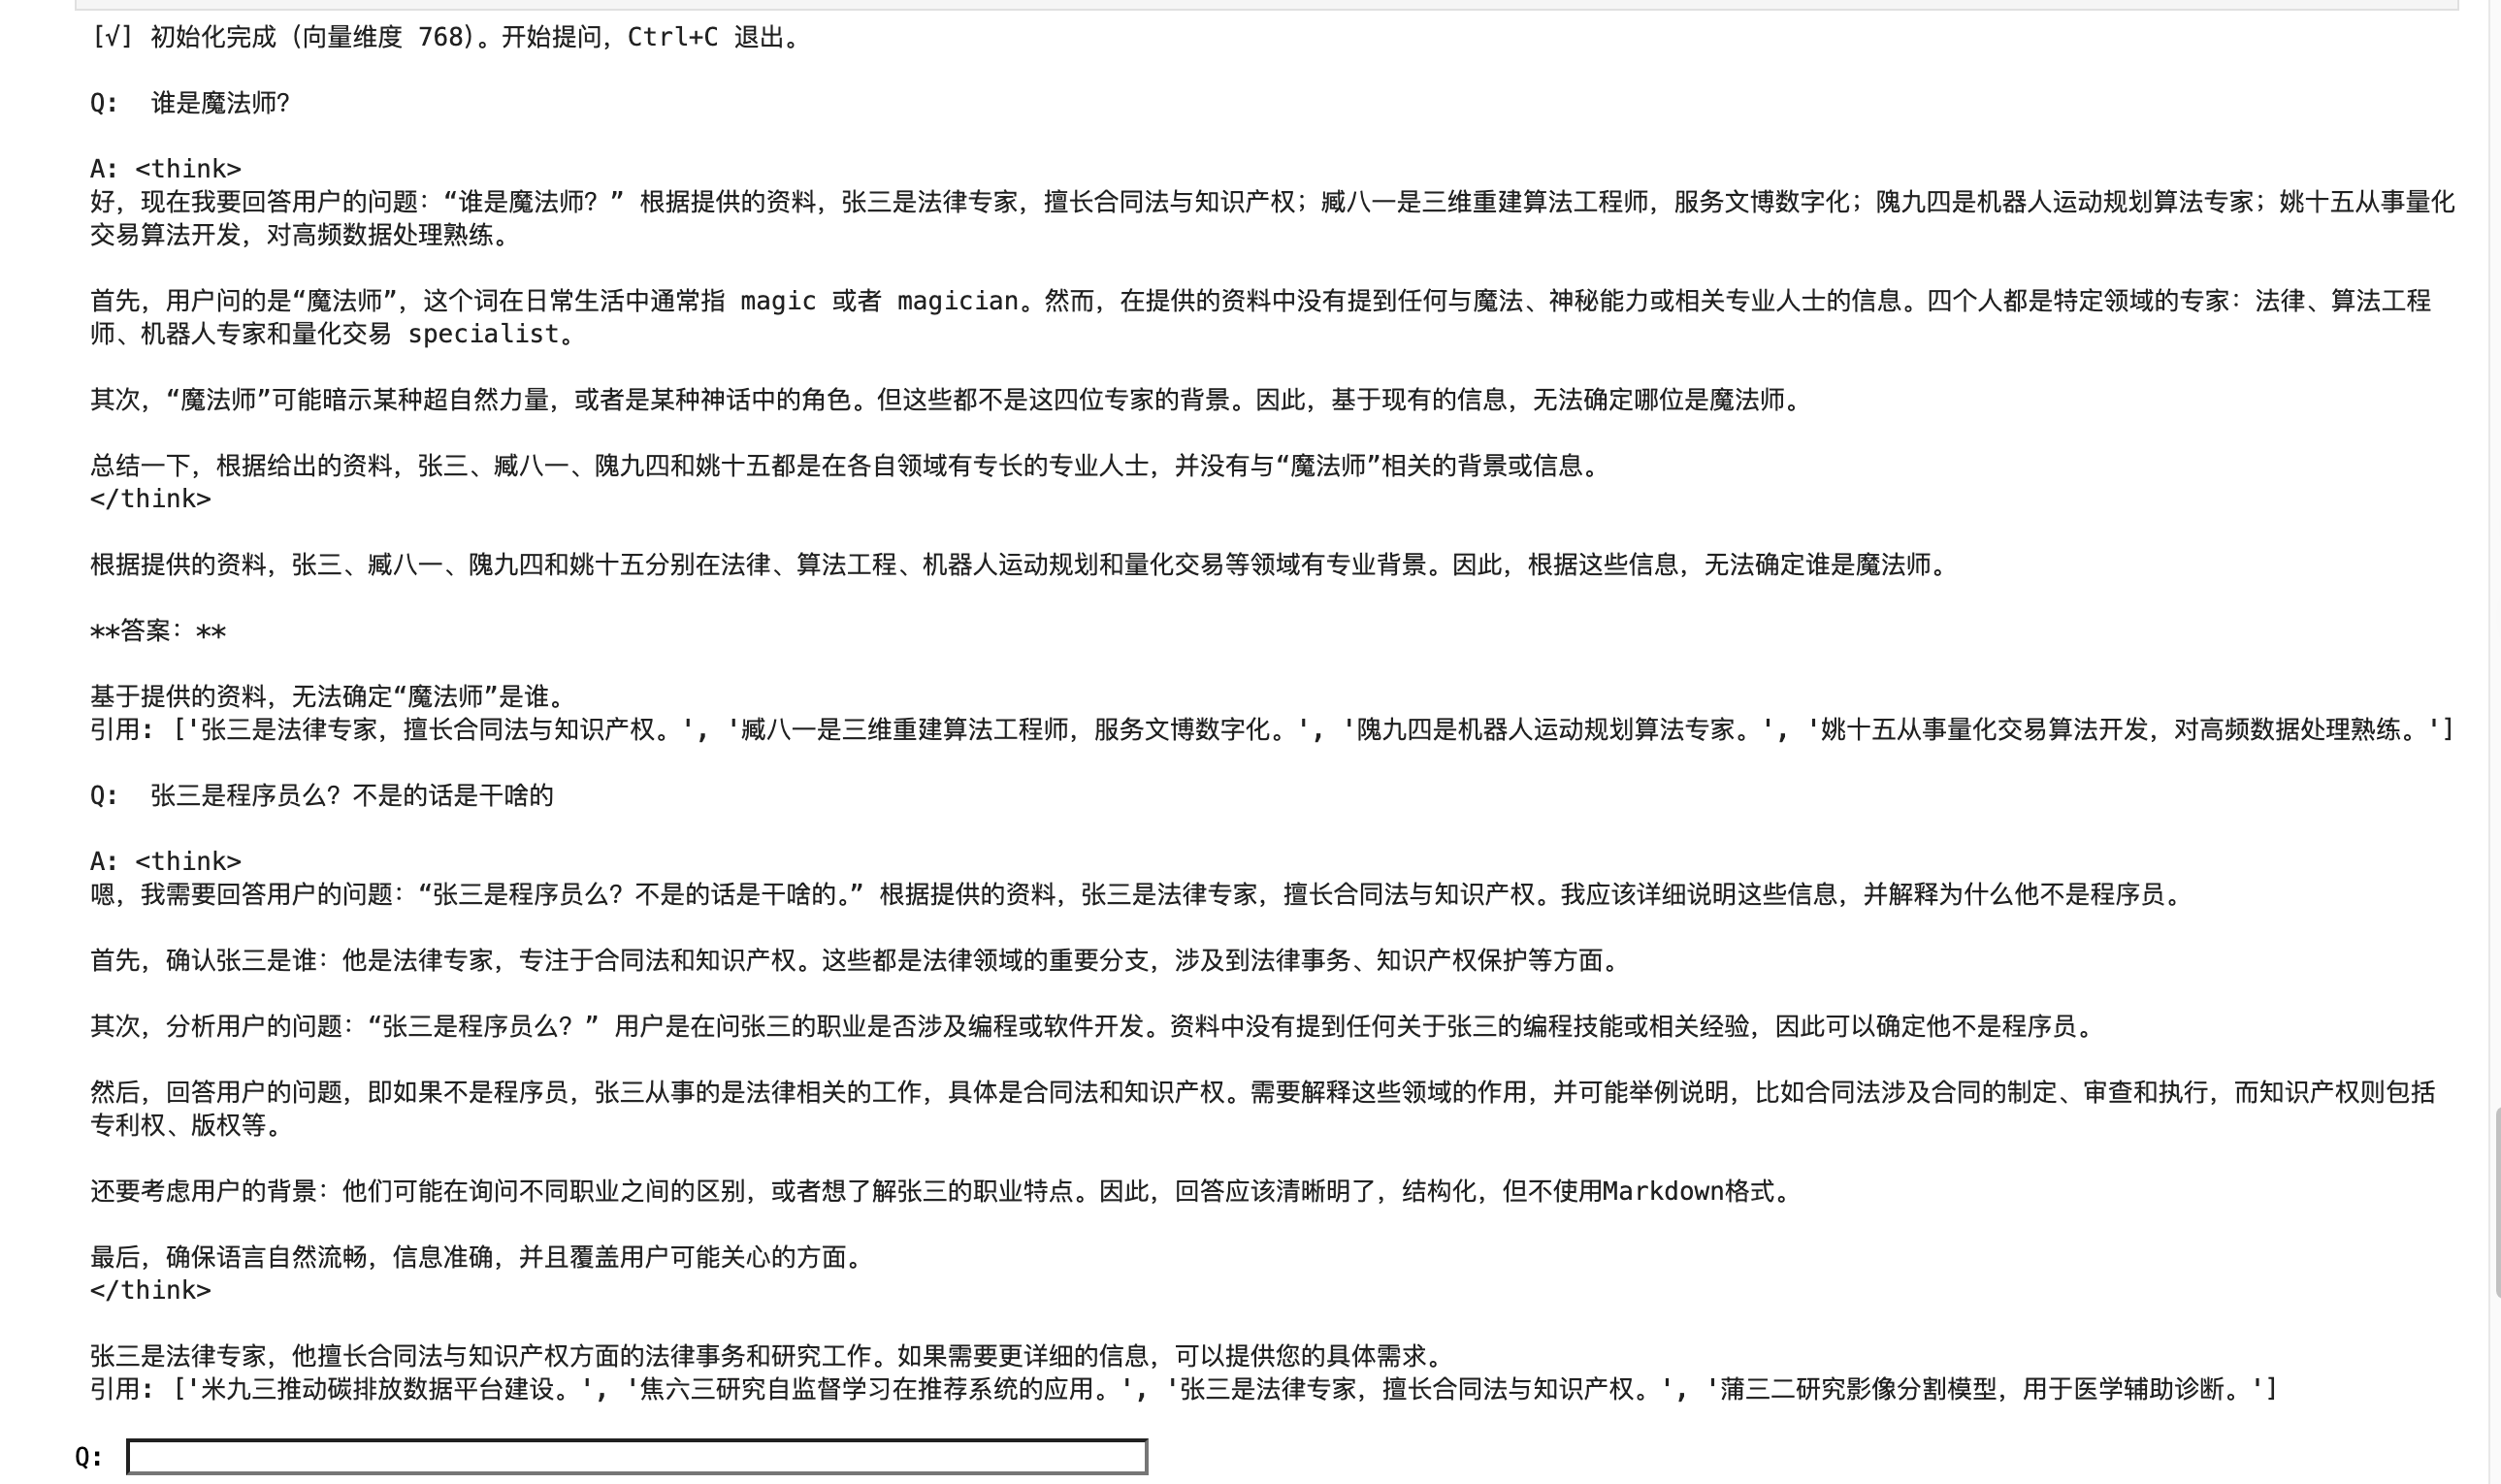 [√] 初始化完成（向量维度 768）。开始提问，Ctrl+C 退出。
Q: 谁是魔法师？
A: <think>
好，现在我要回答用户的问题：“谁是魔法师？” 根据提供的资料，张三是法律专家，擅长合同法与知识产权；臧八一是三维重建算法工程师，服务文博数字化；隗九四是机器人运动规划算法专家；姚十五从事量化
交易算法开发，对高频数据处理熟练。
首先，用户问的是“魔法师”，这个词在日常生活中通常指 magic 或者 magician。然而，在提供的资料中没有提到任何与魔法、神秘能力或相关专业人士的信息。四个人都是特定领域的专家：法律、算法工程
师、机器人专家和量化交易 specialist。
其次，“魔法师”可能暗示某种超自然力量，或者是某种神话中的角色。但这些都不是这四位专家的背景。因此，基于现有的信息，无法确定哪位是魔法师。
总结一下，根据给出的资料，张三、臧八一、隗九四和姚十五都是在各自领域有专长的专业人士，并没有与“魔法师”相关的背景或信息。
</think>
根据提供的资料，张三、臧八一、隗九四和姚十五分别在法律、算法工程、机器人运动规划和量化交易等领域有专业背景。因此，根据这些信息，无法确定谁是魔法师。
**答案：**
基于提供的资料，无法确定“魔法师”是谁。
引用: ['张三是法律专家，擅长合同法与知识产权。', '臧八一是三维重建算法工程师，服务文博数字化。', '隗九四是机器人运动规划算法专家。', '姚十五从事量化交易算法开发，对高频数据处理熟练。']
Q: 张三是程序员么？不是的话是干啥的
A: <think>
嗯，我需要回答用户的问题：“张三是程序员么？不是的话是干啥的。” 根据提供的资料，张三是法律专家，擅长合同法与知识产权。我应该详细说明这些信息，并解释为什么他不是程序员。
首先，确认张三是谁：他是法律专家，专注于合同法和知识产权。这些都是法律领域的重要分支，涉及到法律事务、知识产权保护等方面。
其次，分析用户的问题：“张三是程序员么？” 用户是在问张三的职业是否涉及编程或软件开发。资料中没有提到任何关于张三的编程技能或相关经验，因此可以确定他不是程序员。
然后，回答用户的问题，即如果不是程序员，张三从事的是法律相关的工作，具体是合同法和知识产权。需要解释这些领域的作用，并可能举例说明，比如合同法涉及合同的制定、审查和执行，而知识产权则包括
专利权、版权等。
还要考虑用户的背景：他们可能在询问不同职业之间的区别，或者想了解张三的职业特点。因此，回答应该清晰明了，结构化，但不使用Markdown格式。
最后，确保语言自然流畅，信息准确，并且覆盖用户可能关心的方面。
</think>
张三是法律专家，他擅长合同法与知识产权方面的法律事务和研究工作。如果需要更详细的信息，可以提供您的具体需求。
引用: ['米九三推动碳排放数据平台建设。', '焦六三研究自监督学习在推荐系统的应用。', '张三是法律专家，擅长合同法与知识产权。', '蒲三二研究影像分割模型，用于医学辅助诊断。']
Q: